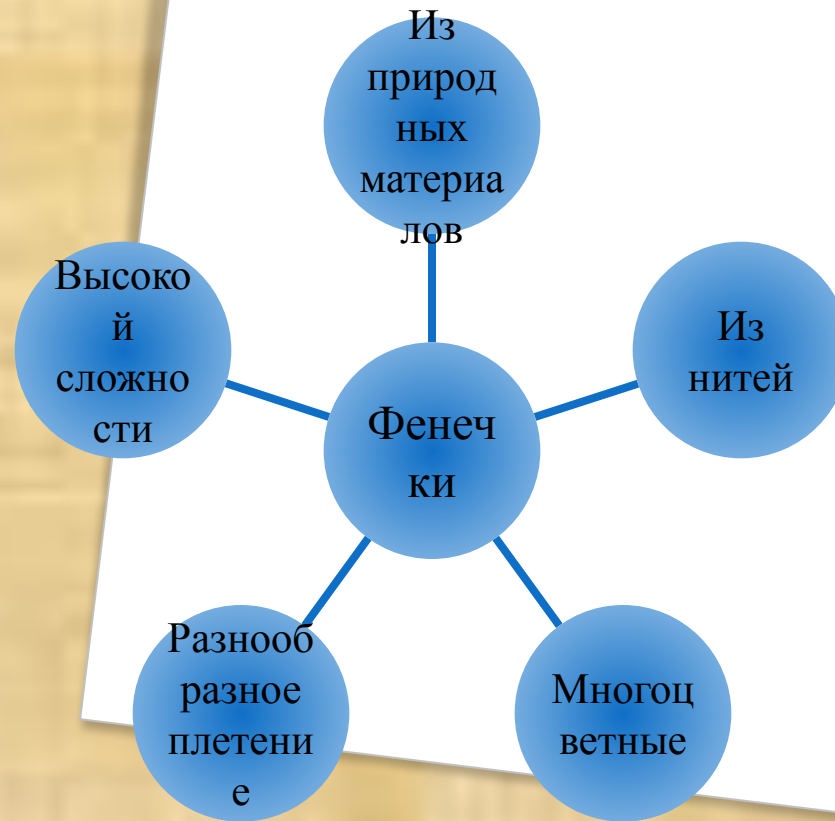 Из
природ
ных
материа
лов
Высоко
й
сложно
сти
Из
нитей
Фенеч
ки
Разнооб
разное
плетени
е
Многоц
ветные